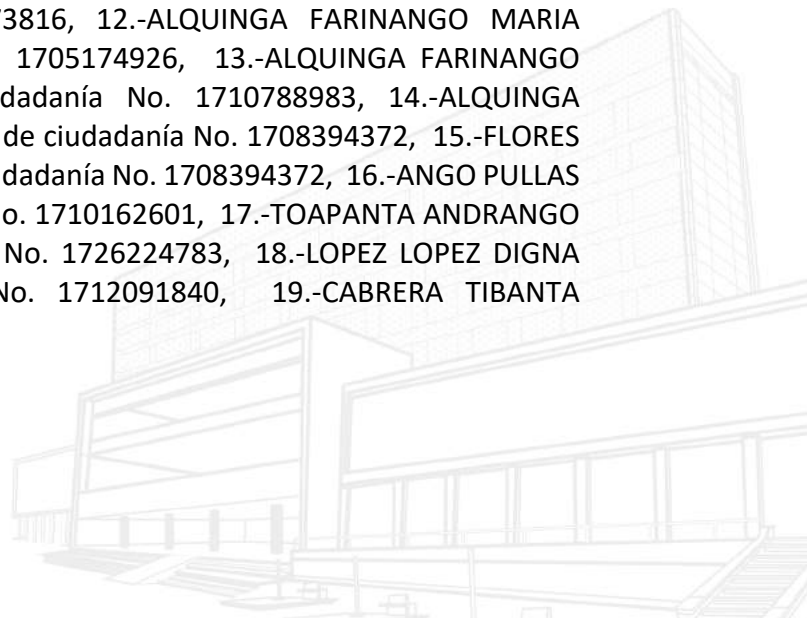 73816, 12.-ALQUINGA FARINANGO MARIA
1705174926, 13.-ALQUINGA FARINANGO
dadanía No. 1710788983, 14.-ALQUINGA
de ciudadanía No. 1708394372, 15.-FLORES
dadanía No. 1708394372, 16.-ANGO PULLAS
o. 1710162601, 17.-TOAPANTA ANDRANGO
No. 1726224783, 18.-LOPEZ LOPEZ DIGNA
No. 1712091840, 19.-CABRERA TIBANTA